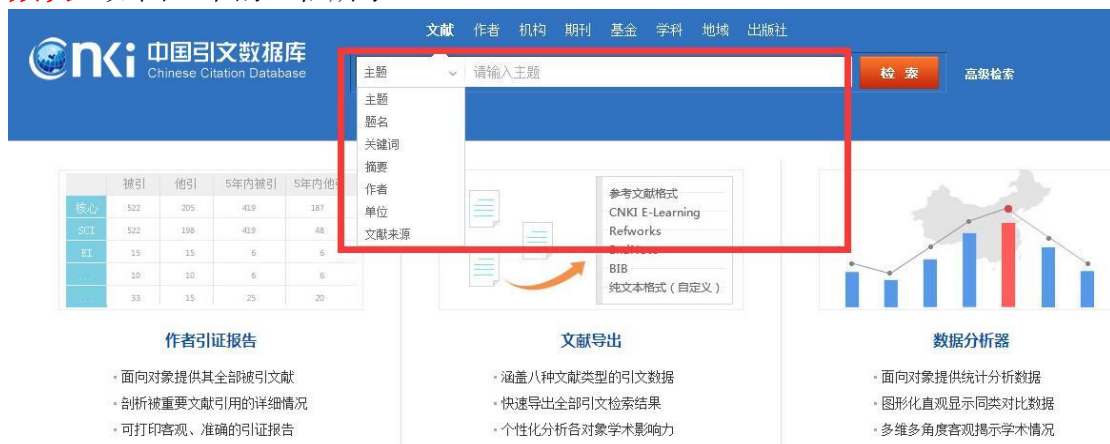 文献 作者 机构 期刊 基金 学科 地域 出版社
cnki 中国引文数据库
Chinese Citation Database
主题 请输入主题 检索 高级检索
主题
题名
关键词
摘要
作者
单位
文献来源
被引 他引 5年内被引 5年内他
核心 522 205 419 187
SCI 522 198 419 48
EI 15 15 6 6
.... 10 10 6 6
.... 33 15 25 20
参考文献格式
CNKI E-Learning
Refworks
BIB
纯文本格式（自定义）
作者引证报告 文献导出 数据分析器
·面向对象提供其全部被引文献 ·涵盖八种文献类型的引文数据 ·面向对象提供统计分析数据
·剖析被重要文献引用的详细情况 ·快速导出全部引文检索结果 ·图形化直观显示同类对比数据
·可打印客观、准确的引证报告 ·个性化分析各对象学术影响力 ·多维多角度客观揭示学术情况